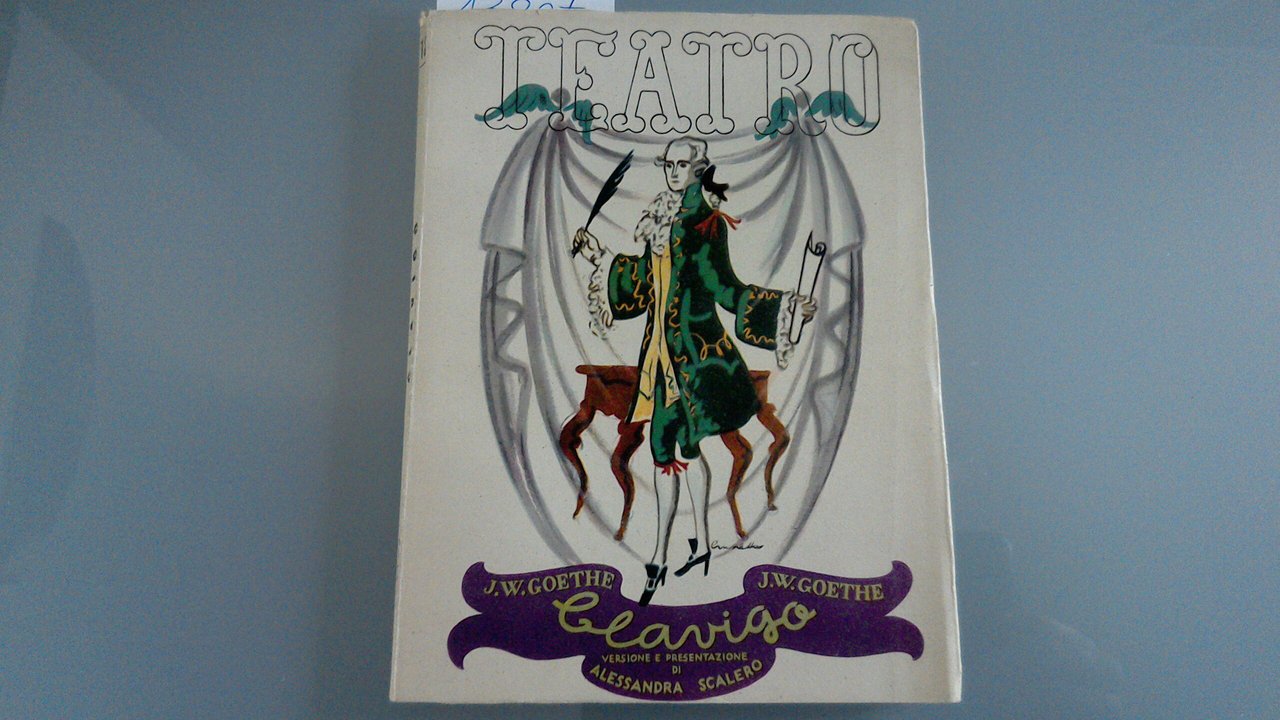 TEATRO
J.W. GOETHE J.W. GOETHE
Clavigo
VERSIONE E PRESENTAZIONE
DI
ALESSANDRA SCALERO